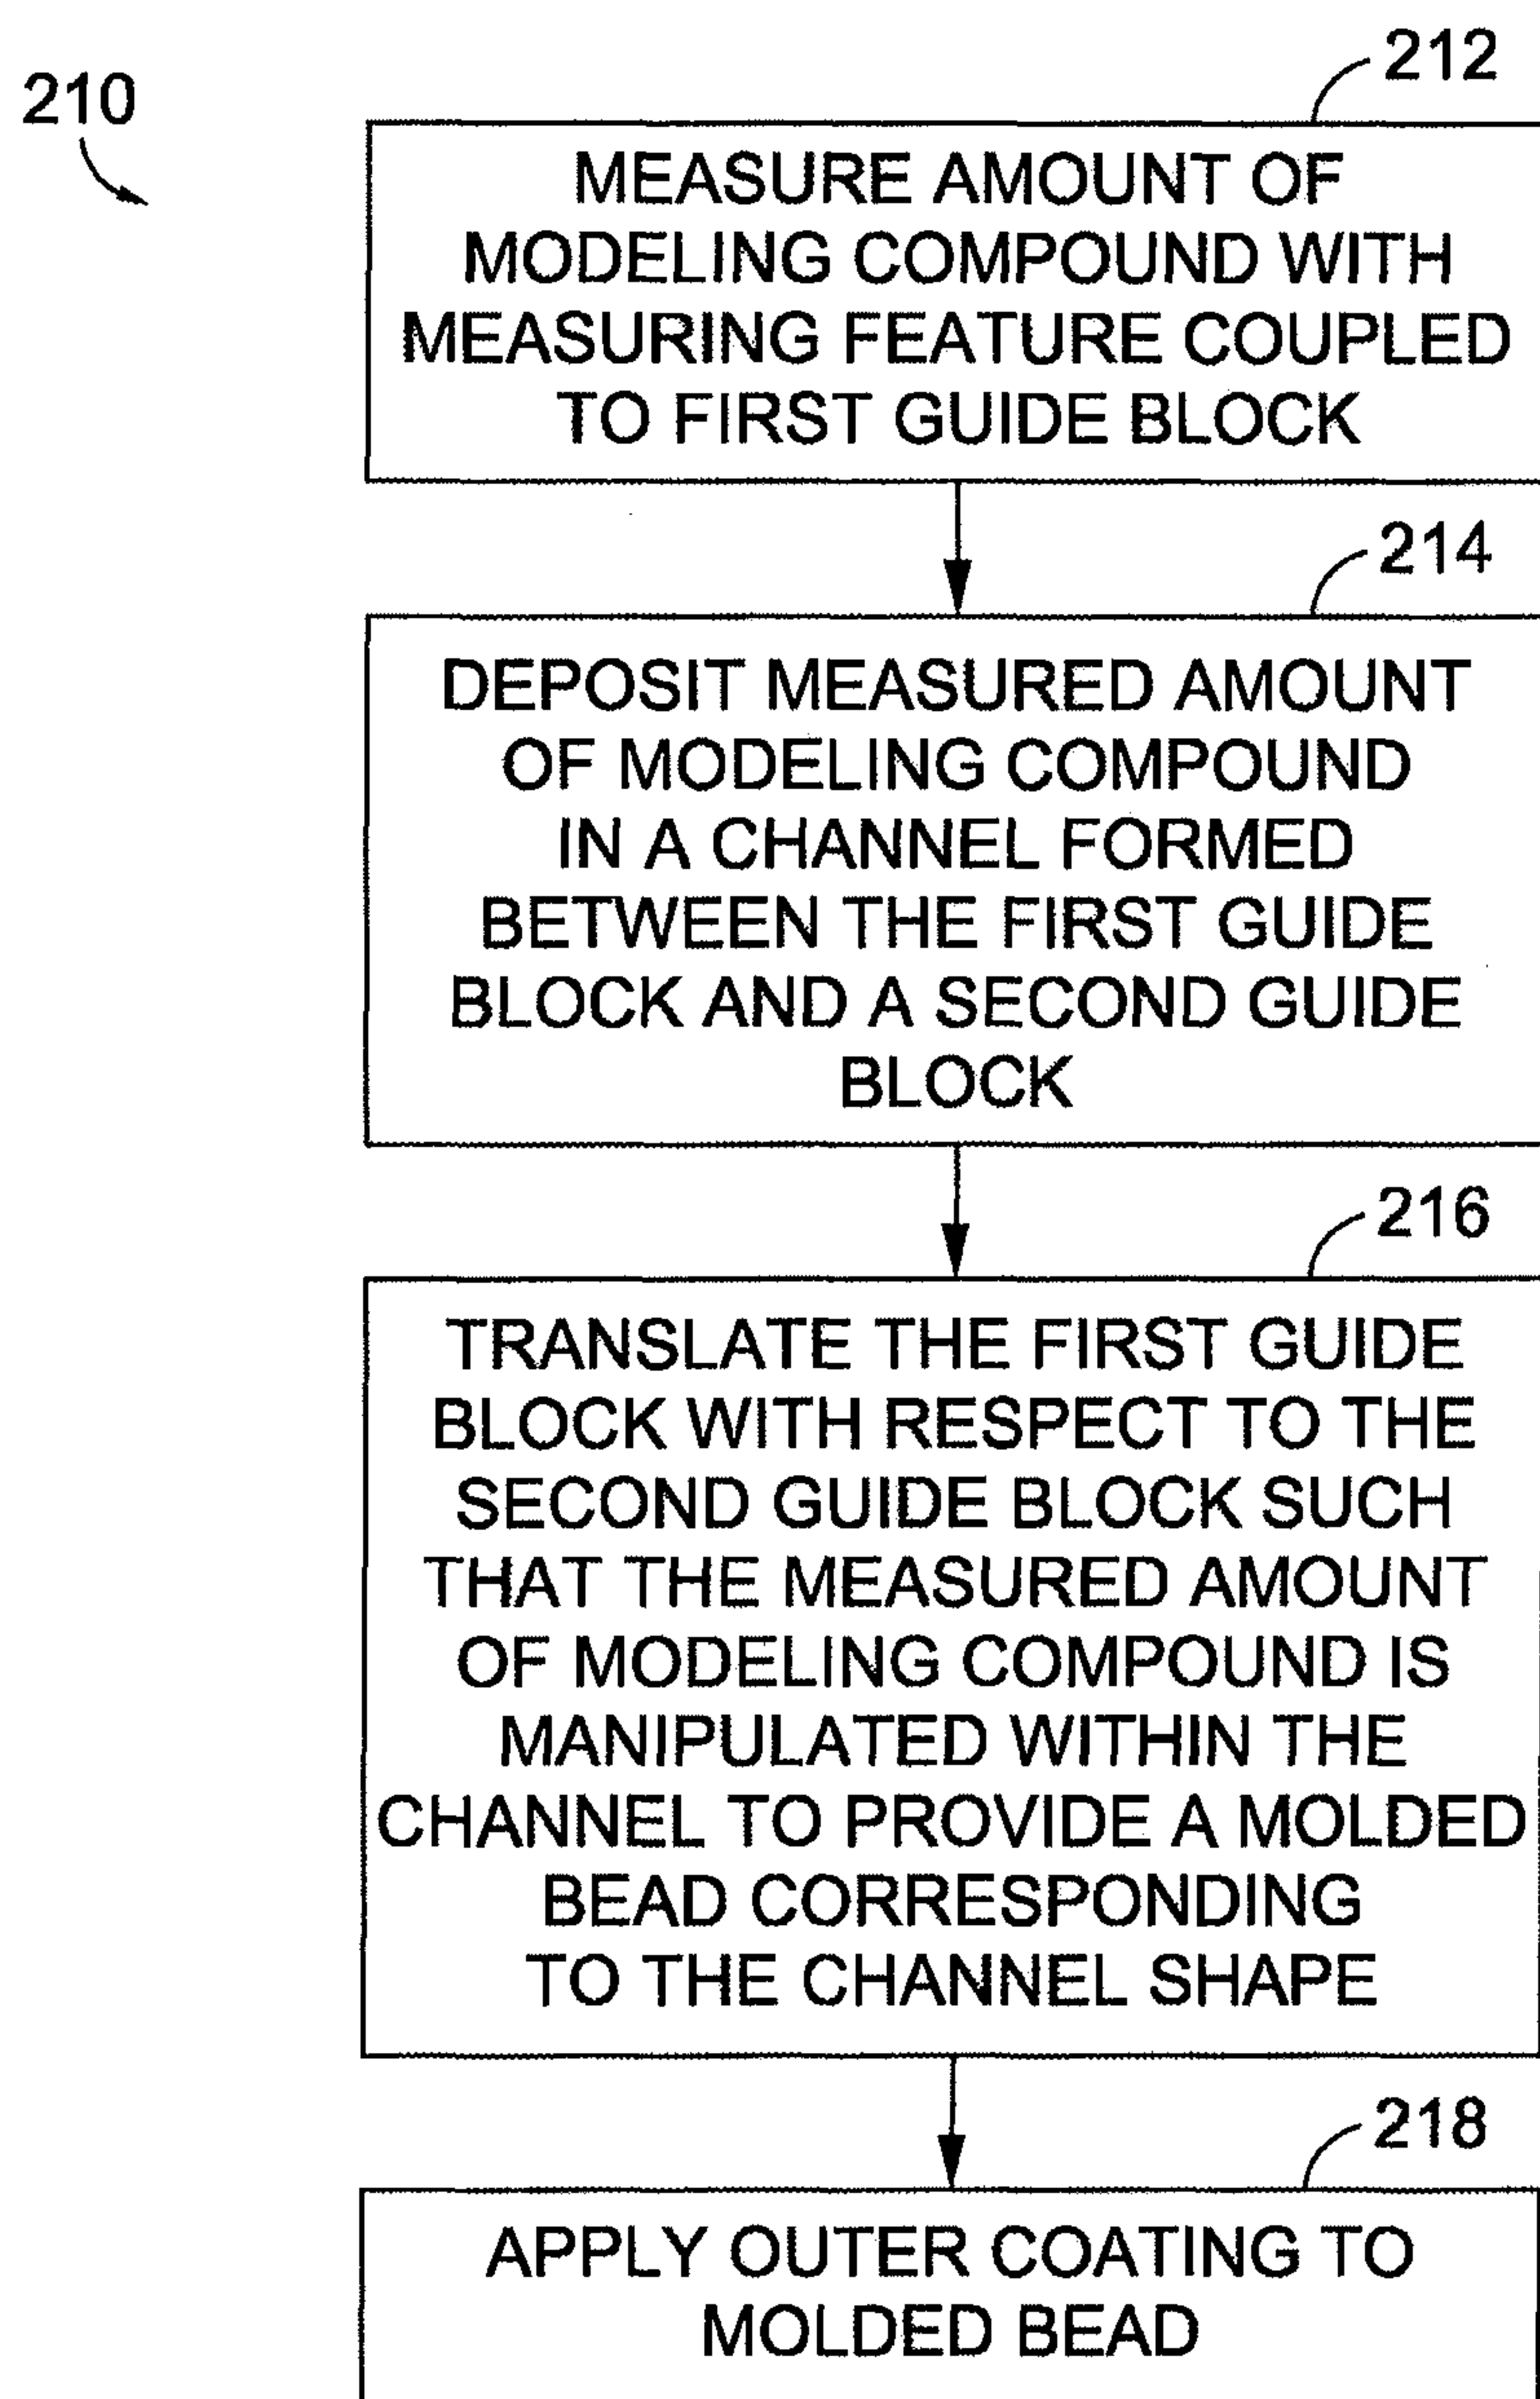 210
212
MEASURE AMOUNT OF
MODELING COMPOUND WITH
MEASURING FEATURE COUPLED
TO FIRST GUIDE BLOCK
214
DEPOSIT MEASURED AMOUNT
OF MODELING COMPOUND
IN A CHANNEL FORMED
BETWEEN THE FIRST GUIDE
BLOCK AND A SECOND GUIDE
BLOCK
216
TRANSLATE THE FIRST GUIDE
BLOCK WITH RESPECT TO THE
SECOND GUIDE BLOCK SUCH
THAT THE MEASURED AMOUNT
OF MODELING COMPOUND IS
MANIPULATED WITHIN THE
CHANNEL TO PROVIDE A MOLDED
BEAD CORRESPONDING
TO THE CHANNEL SHAPE
218
APPLY OUTER COATING TO
MOLDED BEAD